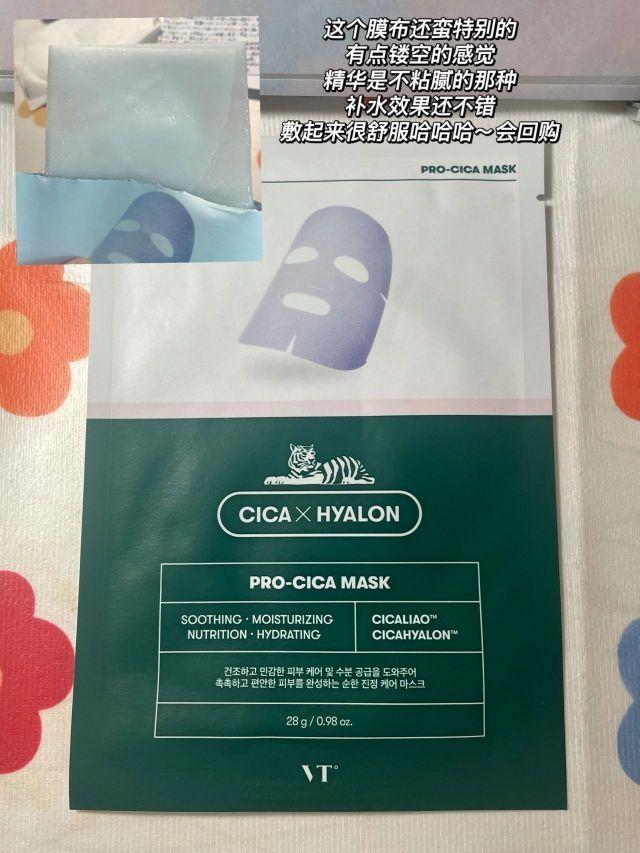 这个膜布还蛮特别的
有点镂空的感觉
精华是不粘腻的那种
补水效果还不错
敷起来很舒服哈哈哈～会回购
PRO-CICA MASK
CICA × HYALON
PRO-CICA MASK
SOOTHING · MOISTURIZING
NUTRITION · HYDRATING
CICALIAO™
CICAHYALON™
건조하고 민감한 피부 케어 및 수분 공급을 도와주어
촉촉하고 편안한 피부를 완성하는 순한 진정 케어 마스크
28 g / 0.98 oz.
VT°